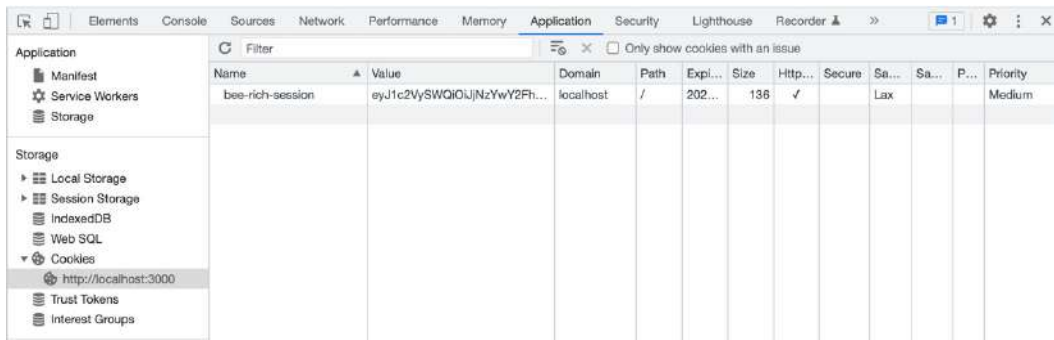 Elements Console Sources Network Performance Memory Application Security Lighthouse Recorder » 1
Application
Manifest
Service Workers
Storage
Storage
Local Storage
Session Storage
IndexedDB
Web SQL
Cookies
http://localhost:3000
Trust Tokens
Interest Groups
Filter Only show cookies with an issue
Name Value Domain Path Expi... Size Http... Secure Sa... Sa... P... Priority
bee-rich-session eyJ1c2VySWQiOiJjNzYwY2Fh... localhost / 202... 136 ✓ Lax Medium